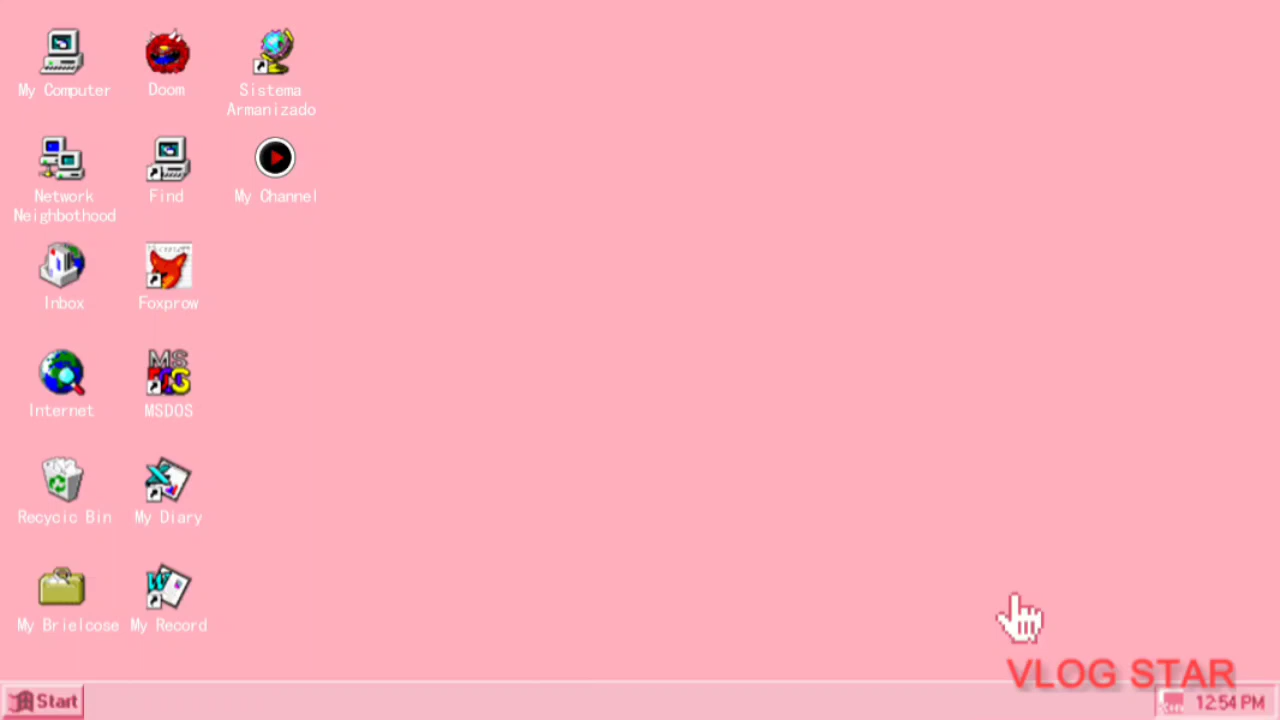 My Computer
Doom
Sistema
Armanizado
Network
Neighbothood
Find
My Channel
Inbox
Foxprow
Internet
MS
MSDOS
Recycic Bin
My Diary
My Brielcose
My Record
VLOG STAR
Start
12:54 PM